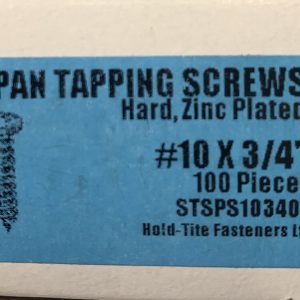 PAN TAPPING SCREWS
Hard, Zinc Plated
#10 X 3/4"
100 Piece
STSPS10340
Hold-Tite Fasteners L